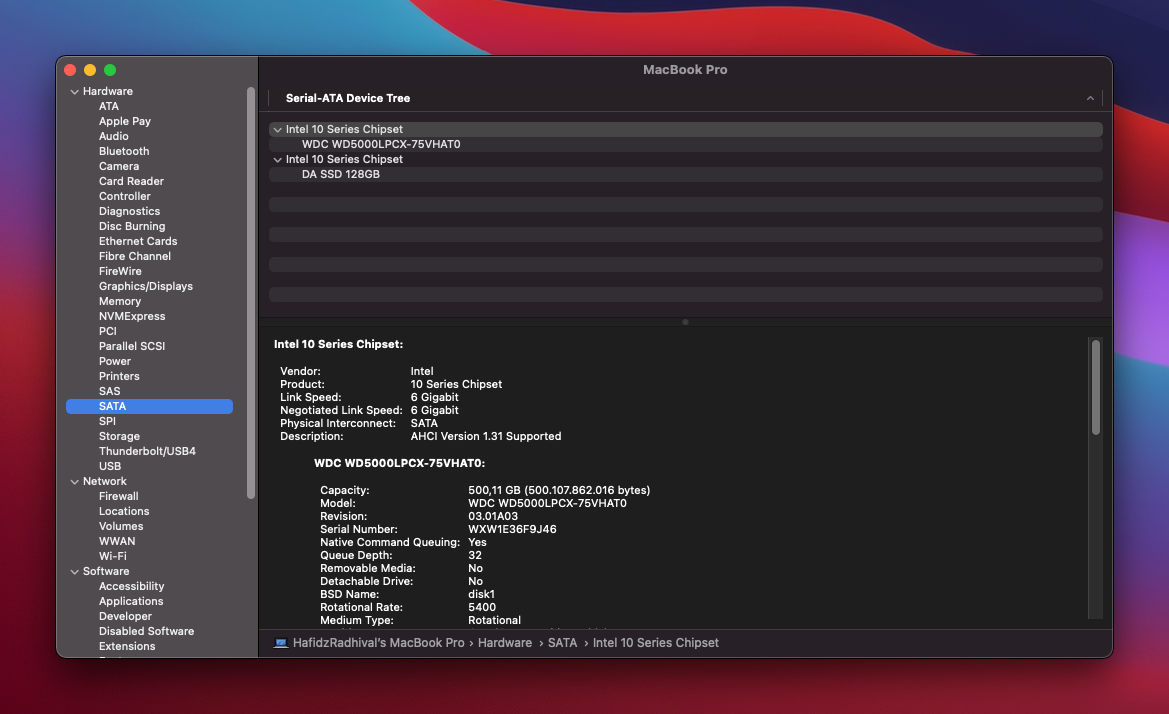 MacBook Pro
Hardware
ATA
Apple Pay
Audio
Bluetooth
Camera
Card Reader
Controller
Diagnostics
Disc Burning
Ethernet Cards
Fibre Channel
FireWire
Graphics/Displays
Memory
NVMExpress
PCI
Parallel SCSI
Power
Printers
SAS
SATA
SPI
Storage
Thunderbolt/USB4
USB
Network
Firewall
Locations
Volumes
WWAN
Wi-Fi
Software
Accessibility
Applications
Developer
Disabled Software
Extensions
Serial-ATA Device Tree
Intel 10 Series Chipset
WDC WD5000LPCX-75VHAT0
Intel 10 Series Chipset
DA SSD 128GB
Intel 10 Series Chipset:
Vendor: Intel
Product: 10 Series Chipset
Link Speed: 6 Gigabit
Negotiated Link Speed: 6 Gigabit
Physical Interconnect: SATA
Description: AHCI Version 1.31 Supported
WDC WD5000LPCX-75VHAT0:
Capacity: 500,11 GB (500.107.862.016 bytes)
Model: WDC WD5000LPCX-75VHAT0
Revision: 03.01A03
Serial Number: WXW1E36F9J46
Native Command Queuing: Yes
Queue Depth: 32
Removable Media: No
Detachable Drive: No
BSD Name: disk1
Rotational Rate: 5400
Medium Type: Rotational
HafidzRadhival's MacBook Pro › Hardware › SATA › Intel 10 Series Chipset